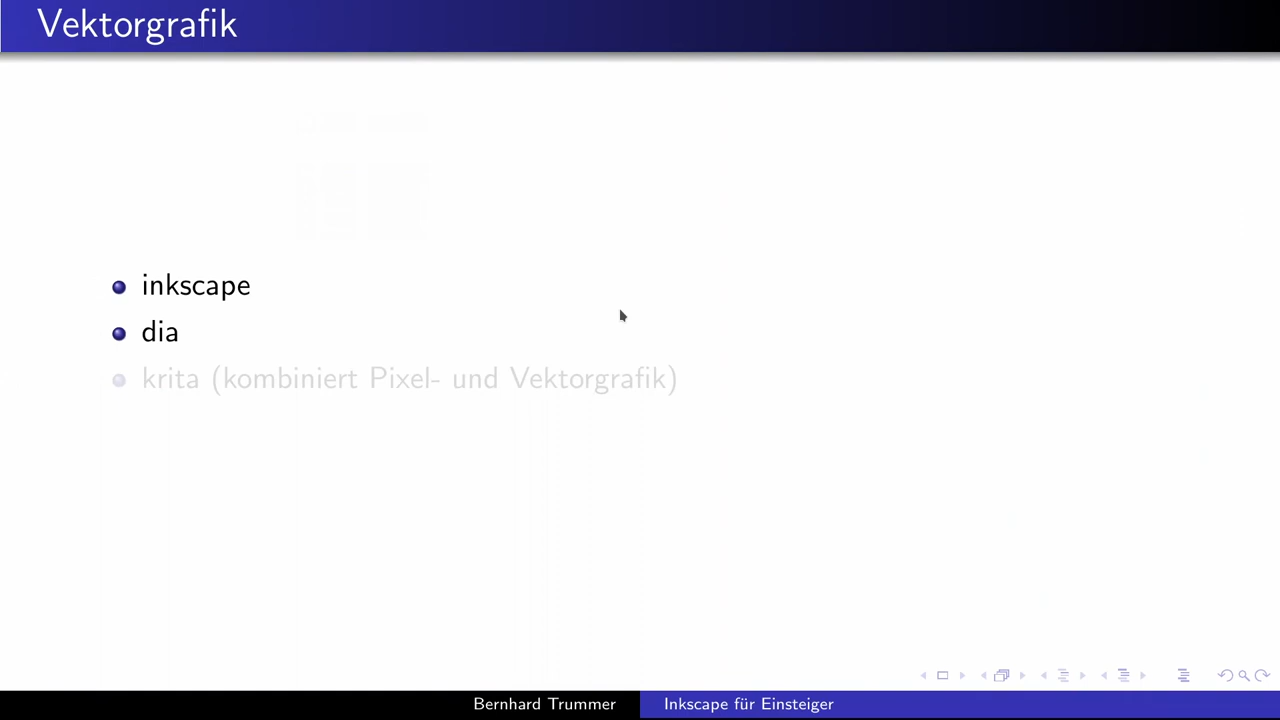 Vektorgrafik
inkscape
dia
krita (kombiniert Pixel- und Vektorgrafik)
Bernhard Trummer
Inkscape für Einsteiger